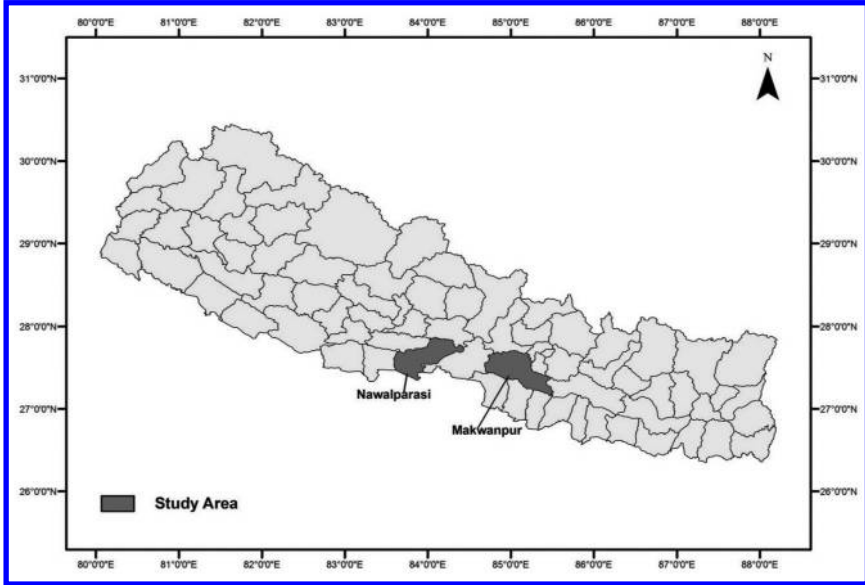 80°0'0"E 81°0'0"E 82°0'0"E 83°0'0"E 84°0'0"E 85°0'0"E 86°0'0"E 87°0'0"E 88°0'0"E
N
31°0'0"N 31°0'0"N
30°0'0"N 30°0'0"N
29°0'0"N 29°0'0"N
28°0'0"N 28°0'0"N
Nawalparasi
27°0'0"N 27°0'0"N
Makwanpur
26°0'0"N 26°0'0"N
Study Area
80°0'0"E 81°0'0"E 82°0'0"E 83°0'0"E 84°0'0"E 85°0'0"E 86°0'0"E 87°0'0"E 88°0'0"E